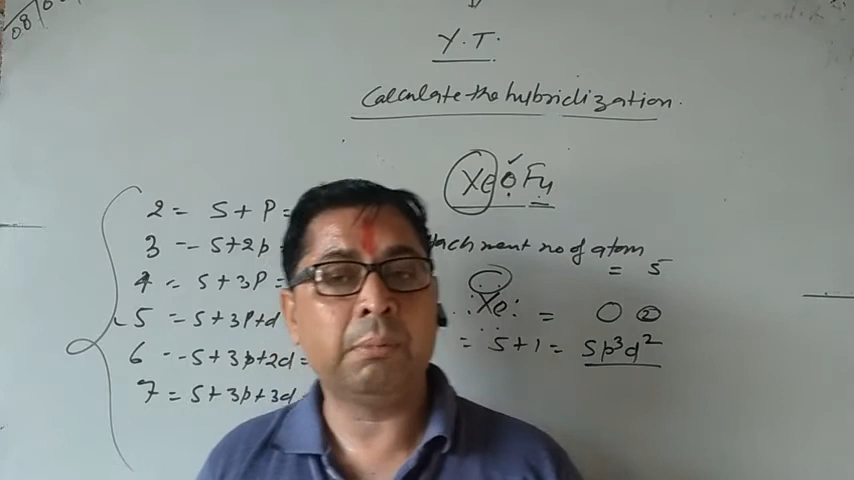 08/0
Y.T.
Calculate the hybridization.
XeOF4
2 = S + P =
3 -- S+2p =
attachment no of atom
= 5
4 = S + 3P =
5 = S + 3P+d
Xe =
6 -- S + 3p + 2d =
= 5+1 = Sp³d²
7 = S + 3p + 3d